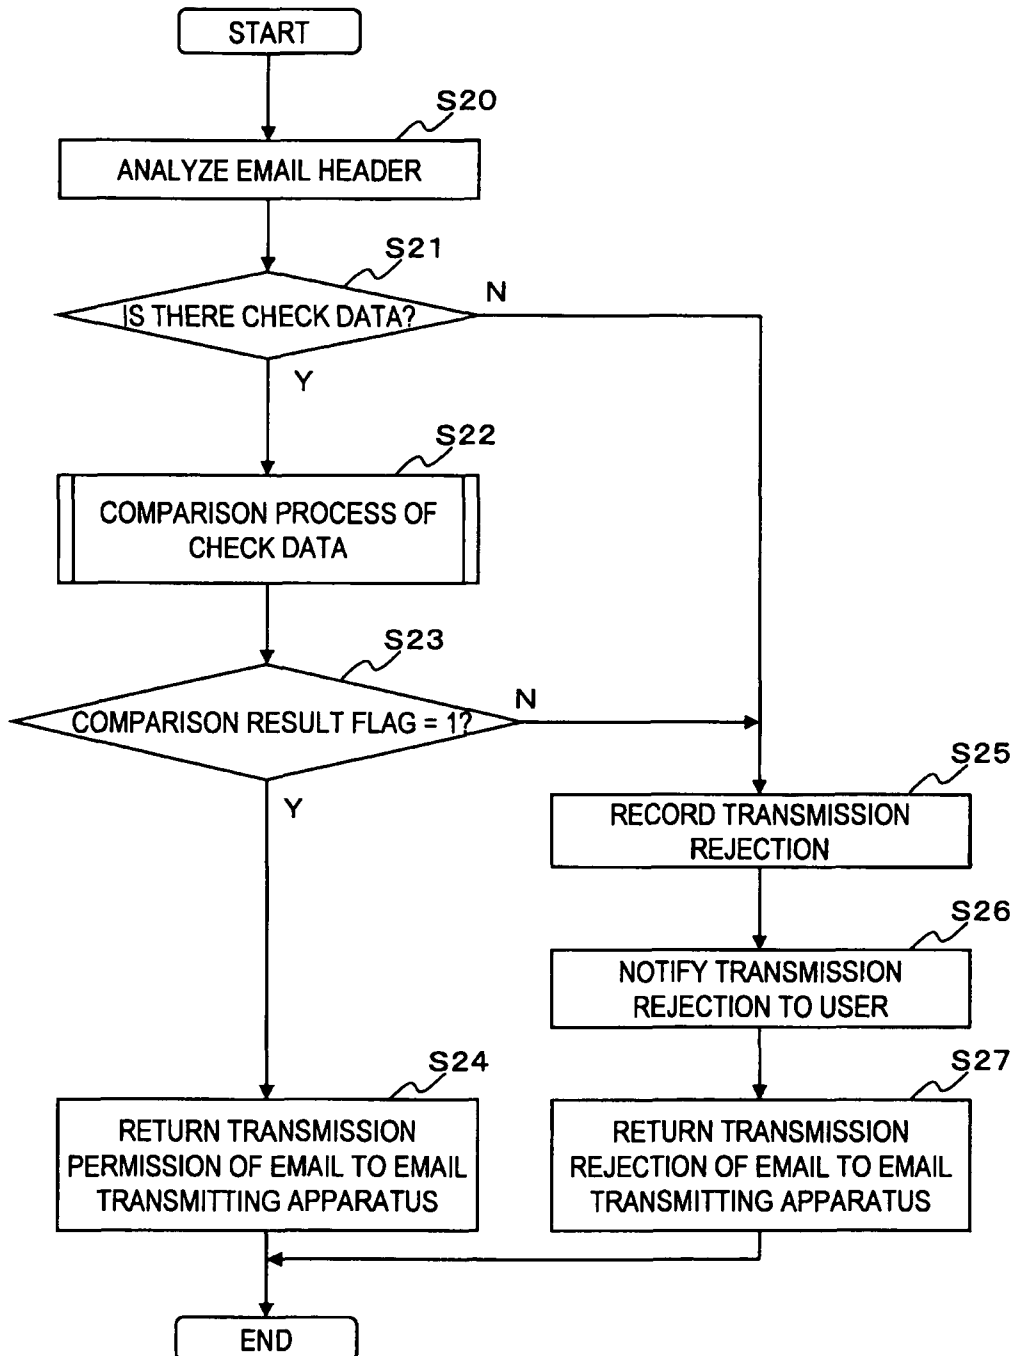 START
S20
ANALYZE EMAIL HEADER
S21
IS THERE CHECK DATA?
N
Y
S22
COMPARISON PROCESS OF
CHECK DATA
S23
COMPARISON RESULT FLAG = 1?
N
Y
S25
RECORD TRANSMISSION
REJECTION
S26
NOTIFY TRANSMISSION
REJECTION TO USER
S24
RETURN TRANSMISSION
PERMISSION OF EMAIL TO EMAIL
TRANSMITTING APPARATUS
S27
RETURN TRANSMISSION
REJECTION OF EMAIL TO EMAIL
TRANSMITTING APPARATUS
END